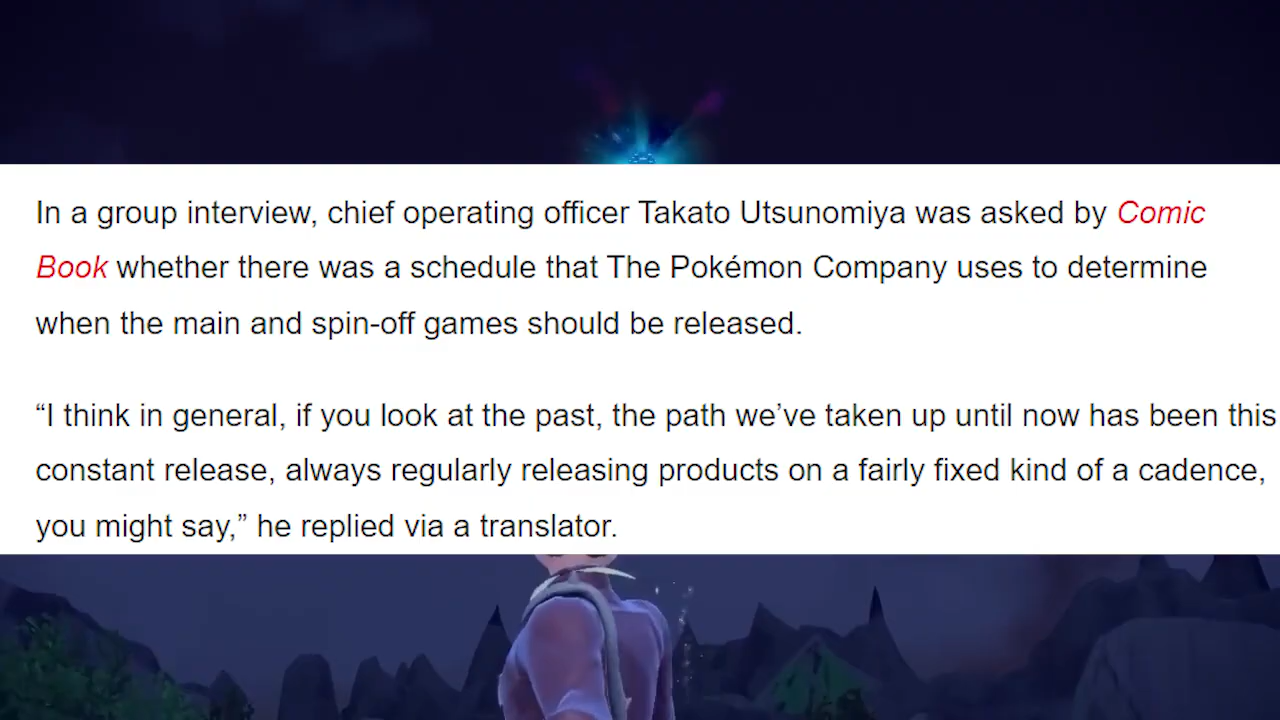 In a group interview, chief operating officer Takato Utsunomiya was asked by Comic
Book whether there was a schedule that The Pokémon Company uses to determine
when the main and spin-off games should be released.
“I think in general, if you look at the past, the path we’ve taken up until now has been this
constant release, always regularly releasing products on a fairly fixed kind of a cadence,
you might say,” he replied via a translator.